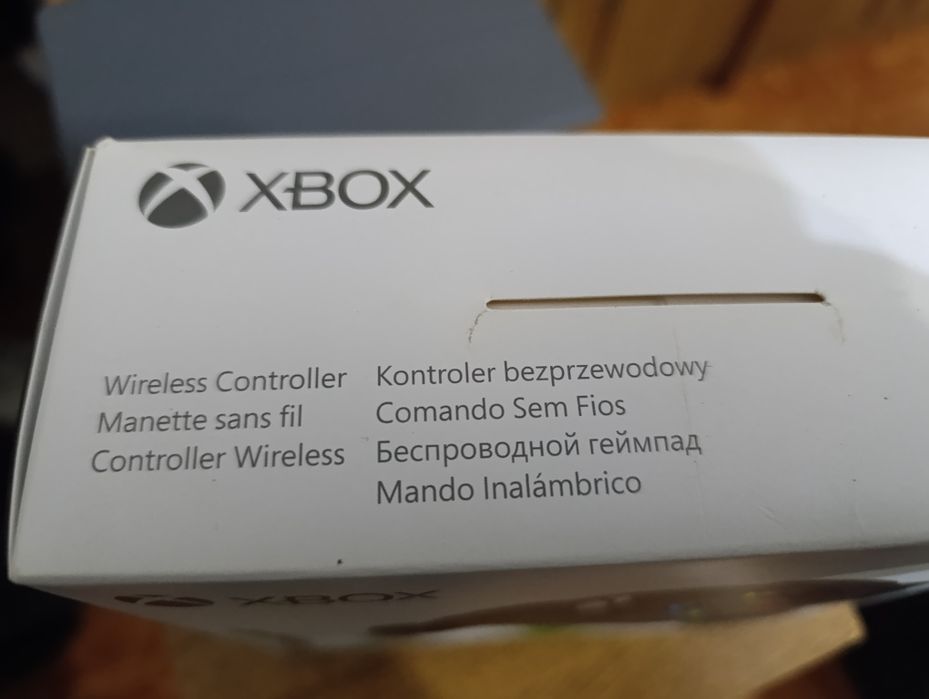 XBOX
Wireless Controller
Manette sans fil
Controller Wireless
Kontroler bezprzewodowy
Comando Sem Fios
Беспроводной геймпад
Mando Inalámbrico
XBOX